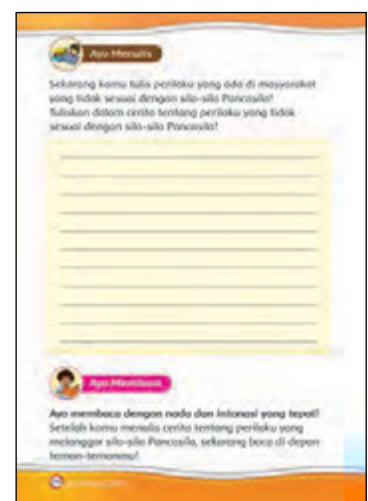 Ayo Menulis
Sekarang kamu tulis perilaku yang ada di masyarakat
yang tidak sesuai dengan sila-sila Pancasila!
Tuliskan dalam cerita tentang perilaku yang tidak
sesuai dengan sila-sila Pancasila!
Ayo Membaca
Ayo membaca dengan nada dan intonasi yang tepat!
Setelah kamu menulis cerita tentang perilaku yang
melanggar sila-sila Pancasila, sekarang baca di depan
teman-temanmu!